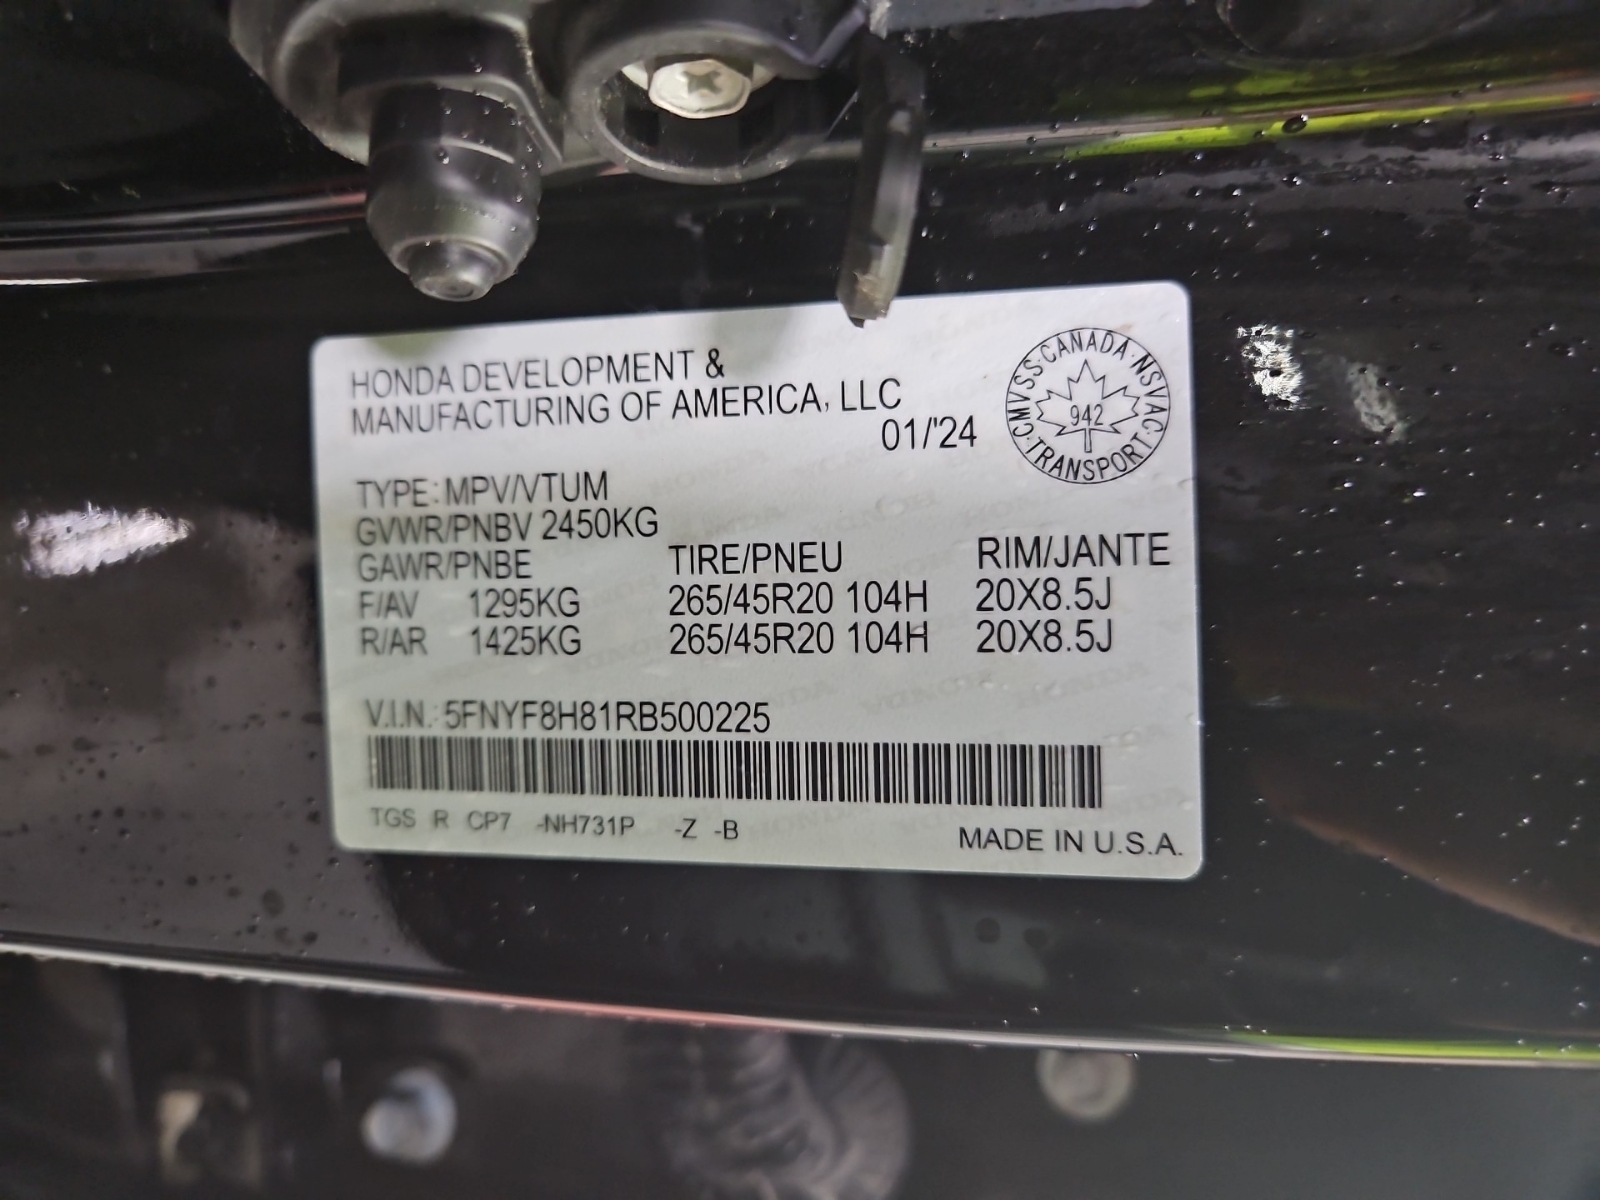 HONDA DEVELOPMENT &
MANUFACTURING OF AMERICA, LLC
01/'24
CMVSS·CANADA·NSVAC·TRANSPORT
942
TYPE: MPV/VTUM
GVWR/PNBV 2450KG
GAWR/PNBE TIRE/PNEU RIM/JANTE
F/AV 1295KG 265/45R20 104H 20X8.5J
R/AR 1425KG 265/45R20 104H 20X8.5J
V.I.N.: 5FNYF8H81RB500225
TGS R CP7 -NH731P -Z -B
MADE IN U.S.A.